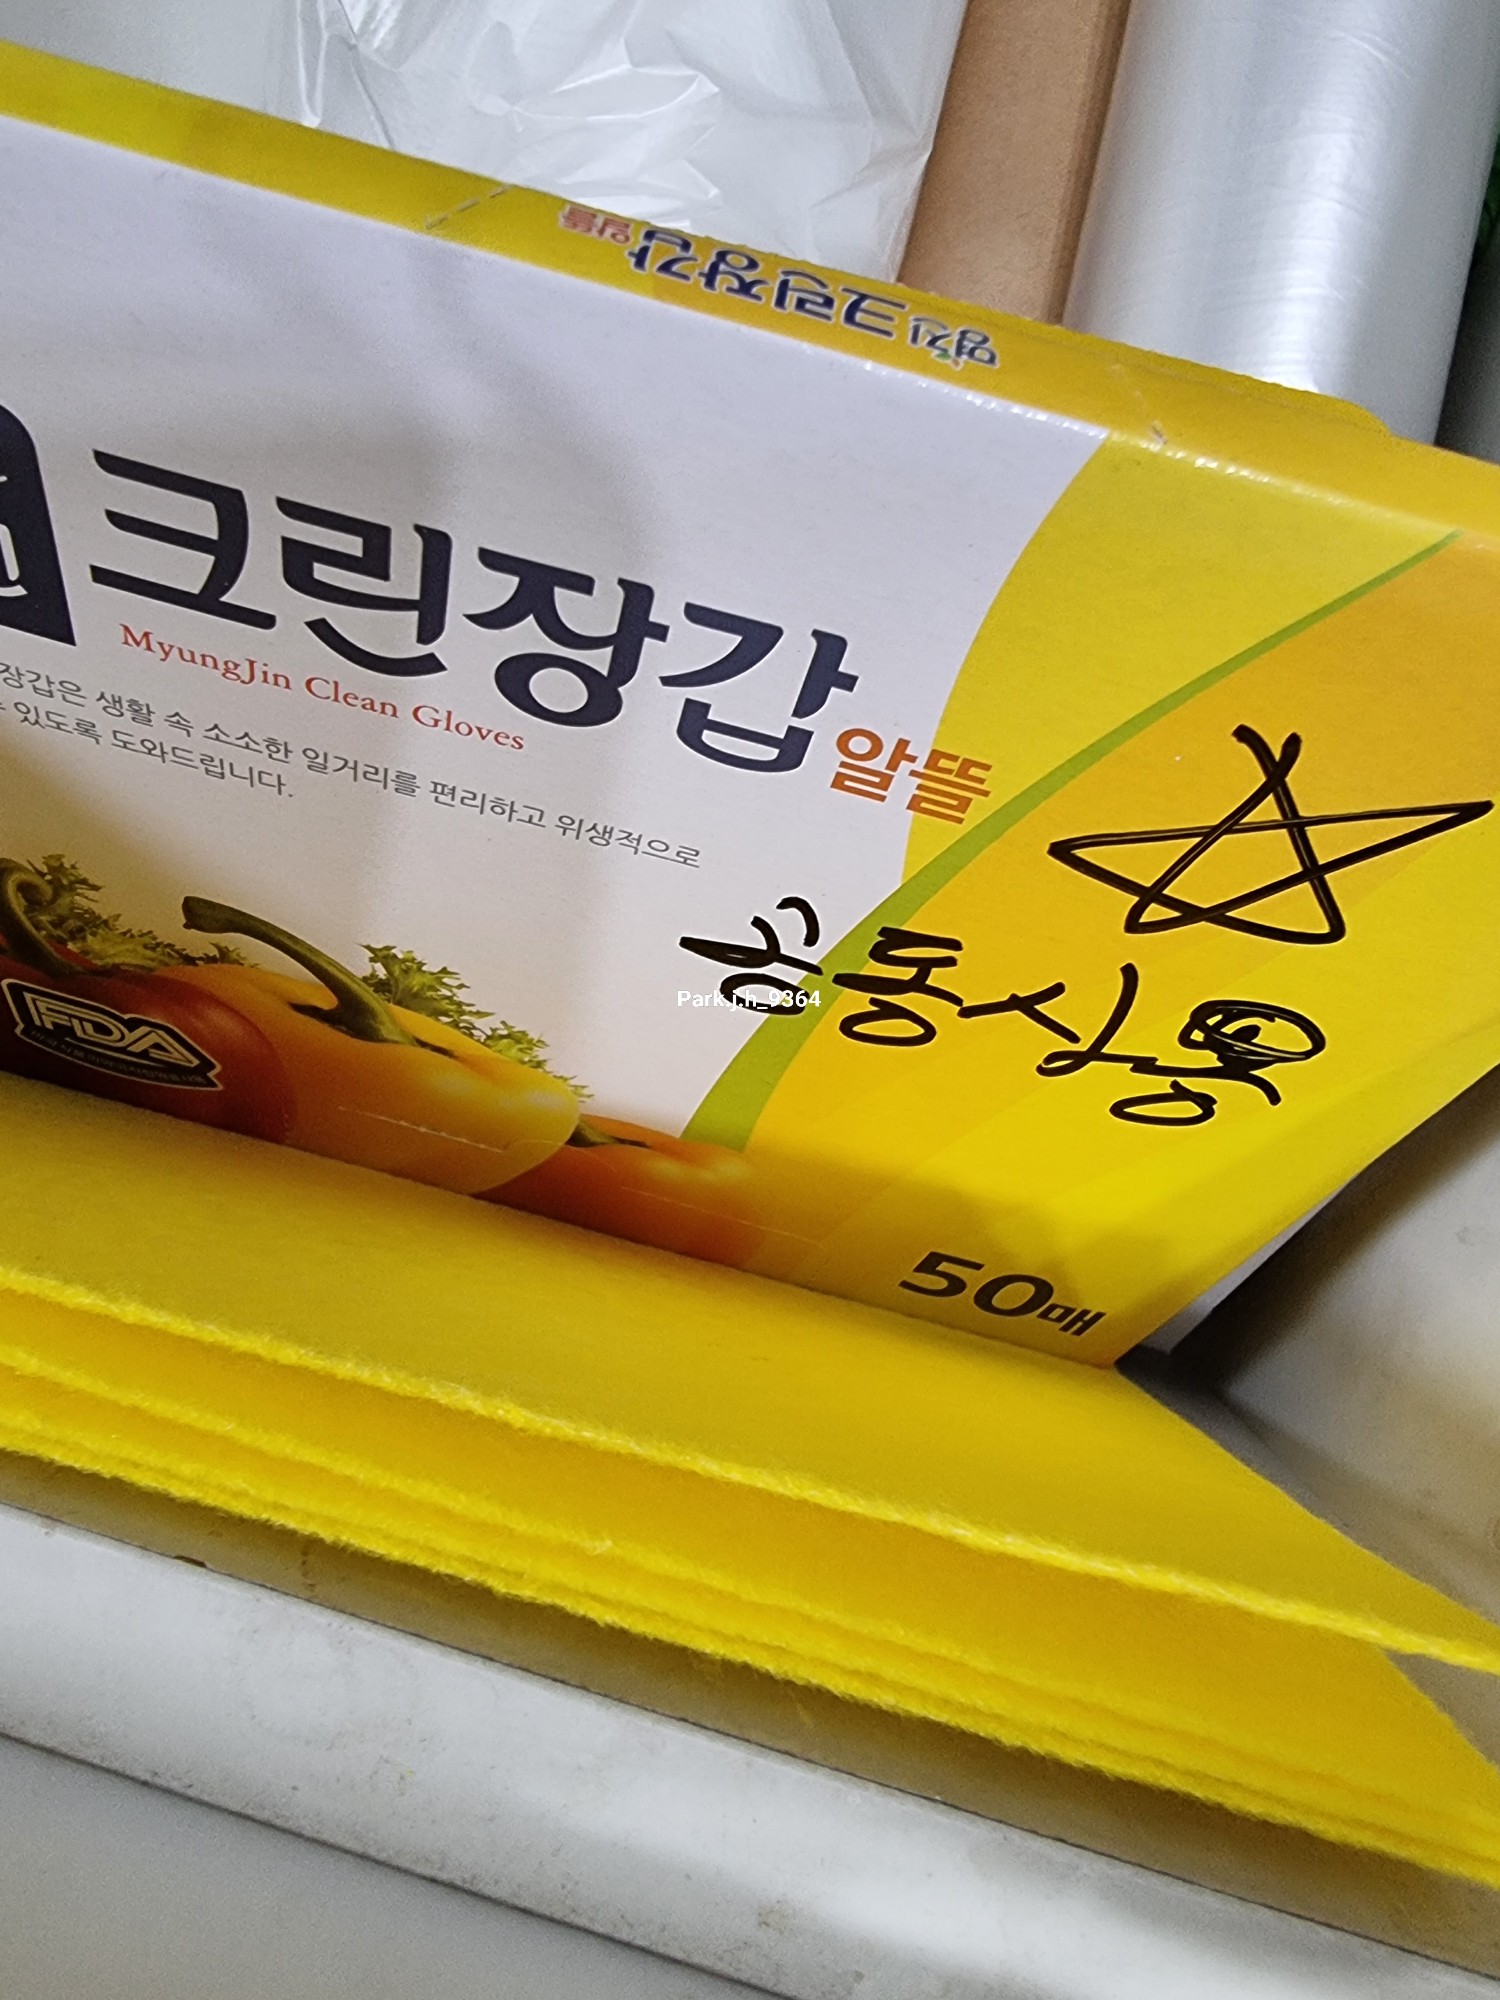 명진 크린장갑 알뜰
크린장갑 알뜰
MyungJin Clean Gloves
장갑은 생활 속 소소한 일거리를 편리하고 위생적으로
있도록 도와드립니다.
공동사용
Park.j.h_9364
FDA
50매